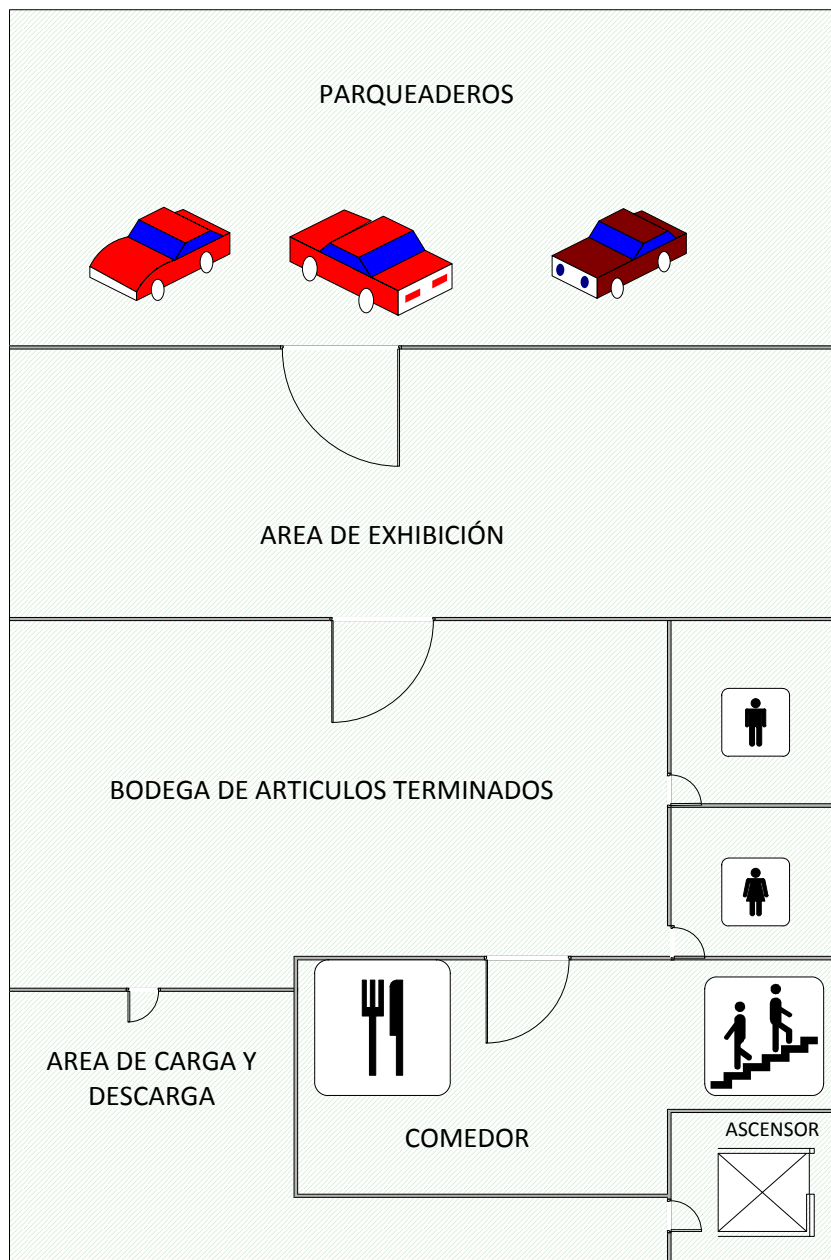 PARQUEADEROS
AREA DE EXHIBICIÓN
BODEGA DE ARTICULOS TERMINADOS
AREA DE CARGA Y
DESCARGA
COMEDOR
ASCENSOR